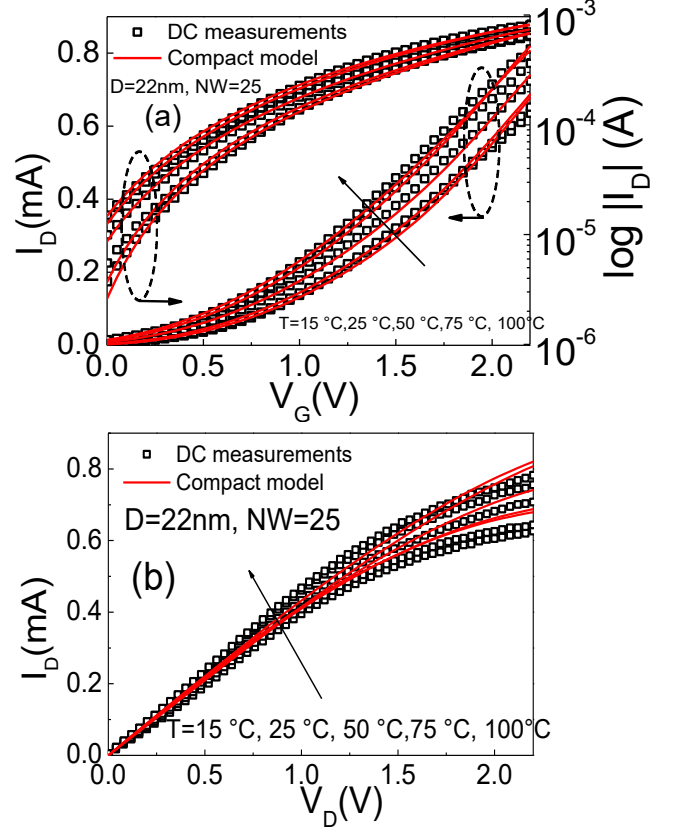 10⁻³
0.8
DC measurements
Compact model
D=22nm, NW=25
(a)
0.6
10⁻⁴
I_D(mA)
log |I_D| (A)
0.4
10⁻⁵
0.2
T=15 °C,25 °C,50 °C,75 °C, 100°C
0.0
10⁻⁶
0.0 0.5 1.0 1.5 2.0
V_G(V)
0.8
DC measurements
Compact model
D=22nm, NW=25
0.6
(b)
I_D(mA)
0.4
0.2
T=15 °C, 25 °C, 50 °C,75 °C, 100°C
0.0
0.0 0.5 1.0 1.5 2.0
V_D(V)